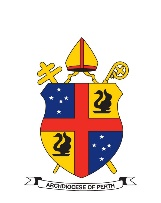 ARCHDIOCESE OF PERTH